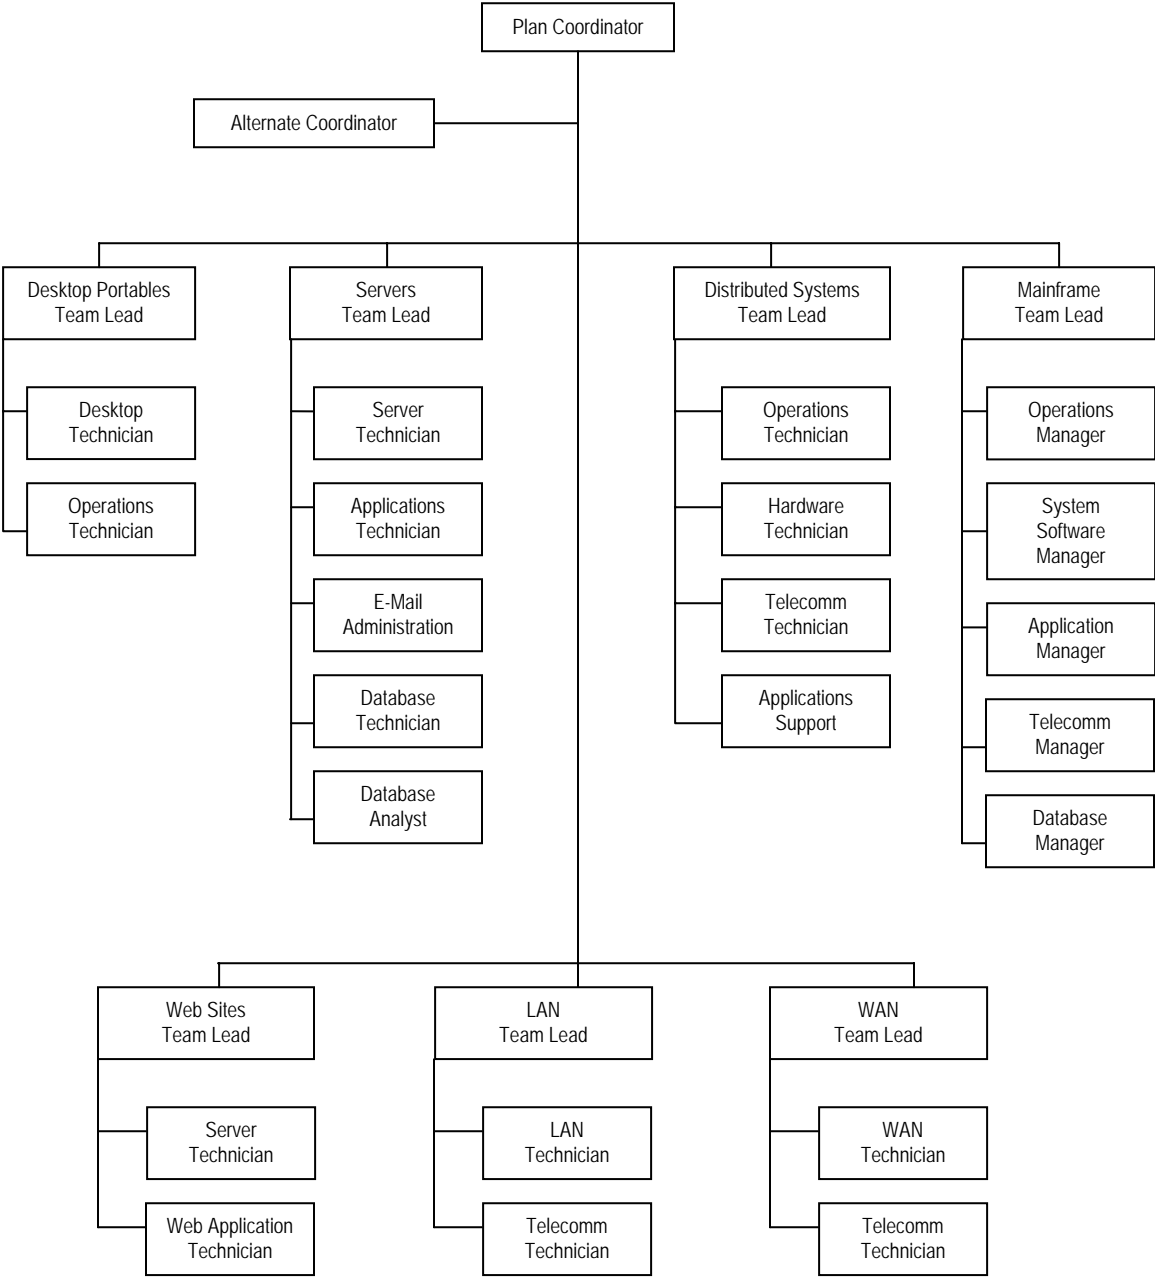 Plan Coordinator
Alternate Coordinator
Desktop Portables
Team Lead
Desktop
Technician
Operations
Technician
Servers
Team Lead
Server
Technician
Applications
Technician
E-Mail
Administration
Database
Technician
Database
Analyst
Distributed Systems
Team Lead
Operations
Technician
Hardware
Technician
Telecomm
Technician
Applications
Support
Mainframe
Team Lead
Operations
Manager
System
Software
Manager
Application
Manager
Telecomm
Manager
Database
Manager
Web Sites
Team Lead
Server
Technician
Web Application
Technician
LAN
Team Lead
LAN
Technician
Telecomm
Technician
WAN
Team Lead
WAN
Technician
Telecomm
Technician